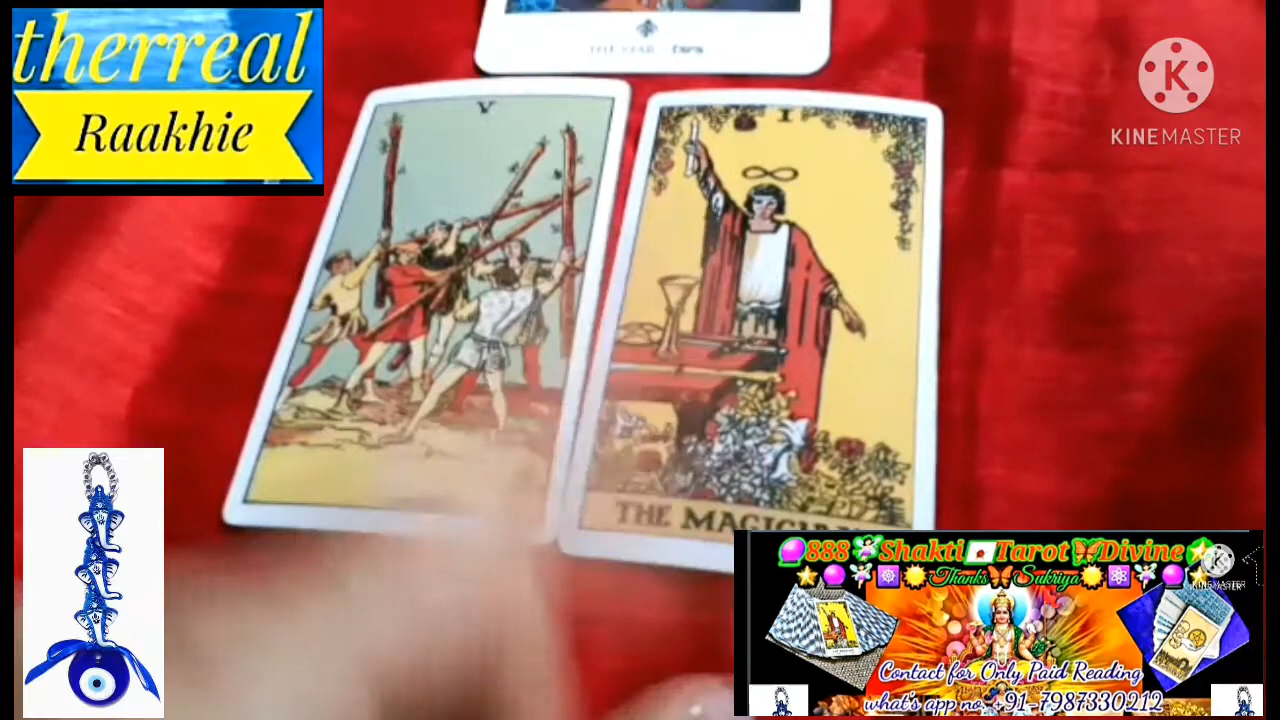 therreal
Raakhie
KINEMASTER
V
I
THE MAGICIAN
888 Shakti Tarot Divine
Thanks Sukriya
KINEMASTER
Contact for Only Paid Reading
what's app no. +91-7987330212